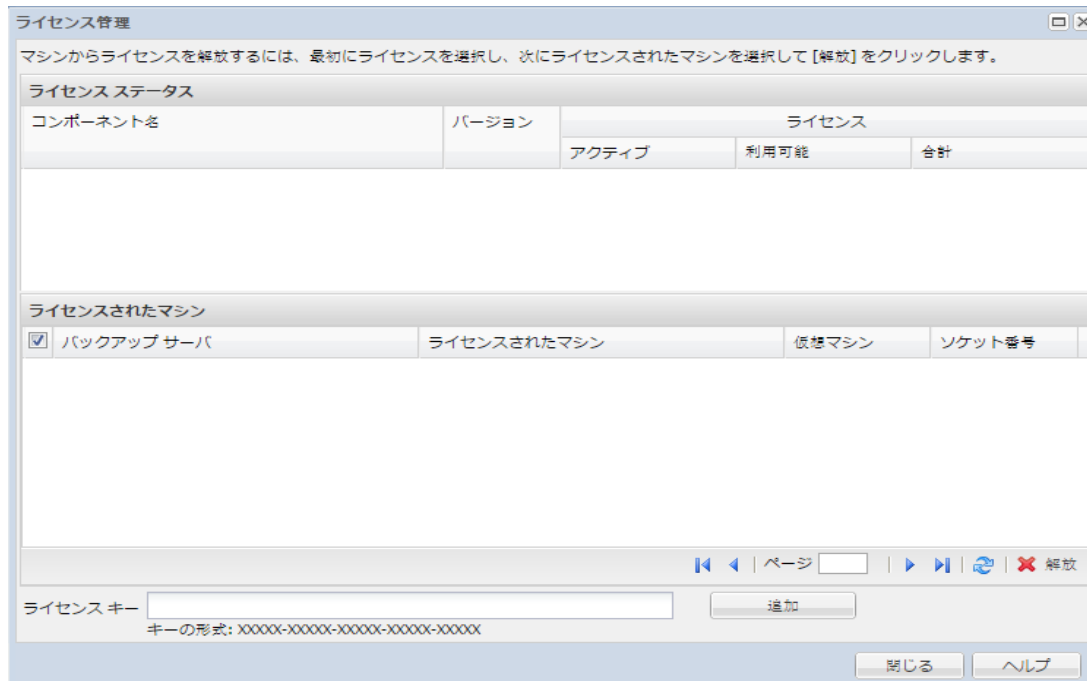 ライセンス管理
マシンからライセンスを解放するには、最初にライセンスを選択し、次にライセンスされたマシンを選択して [解放] をクリックします。
ライセンス ステータス
コンポーネント名 バージョン ライセンス
アクティブ 利用可能 合計
ライセンスされたマシン
バックアップ サーバ ライセンスされたマシン 仮想マシン ソケット番号
ページ 解放
ライセンス キー 追加
キーの形式: XXXXX-XXXXX-XXXXX-XXXXX-XXXXX
閉じる ヘルプ